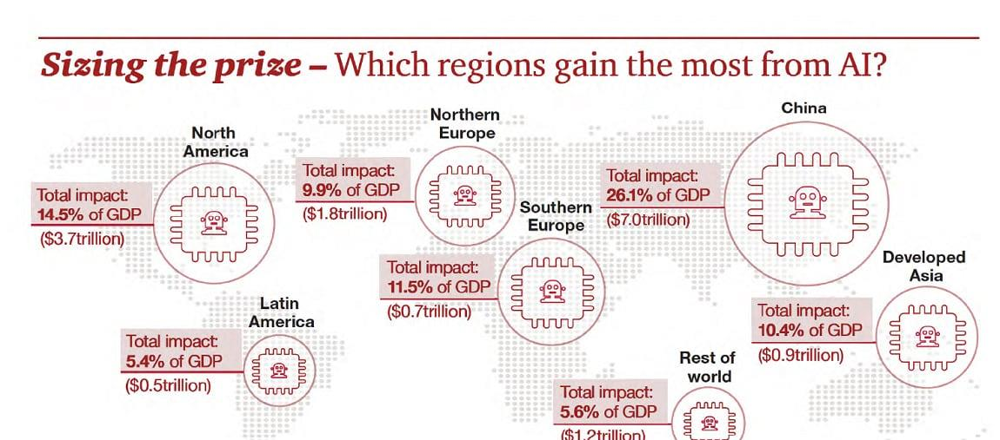 Sizing the prize – Which regions gain the most from AI?
North
America
Total impact:
14.5% of GDP
($3.7trillion)
Northern
Europe
Total impact:
9.9% of GDP
($1.8trillion)
China
Total impact:
26.1% of GDP
($7.0trillion)
Southern
Europe
Total impact:
11.5% of GDP
($0.7trillion)
Developed
Asia
Total impact:
10.4% of GDP
($0.9trillion)
Latin
America
Total impact:
5.4% of GDP
($0.5trillion)
Rest of
world
Total impact:
5.6% of GDP
($1.2trillion)